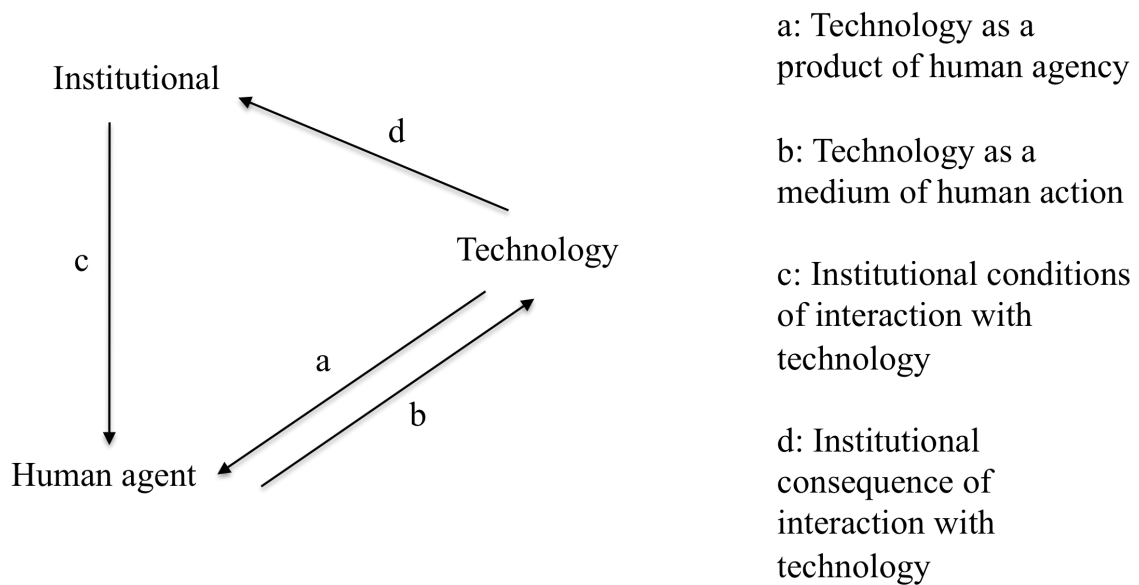 Institutional
d
Technology
c
a
b
Human agent
a: Technology as a
product of human agency
b: Technology as a
medium of human action
c: Institutional conditions
of interaction with
technology
d: Institutional
consequence of
interaction with
technology